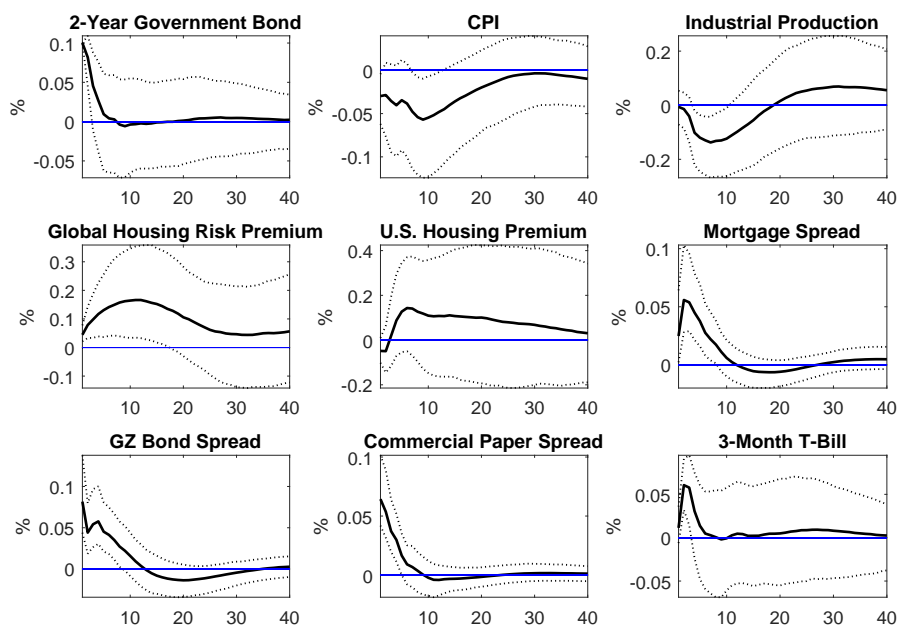 2-Year Government Bond
0.1
0.05
0
-0.05
%
10 20 30 40
CPI
0
-0.05
-0.1
%
10 20 30 40
Industrial Production
0.2
0
-0.2
%
10 20 30 40
Global Housing Risk Premium
0.3
0.2
0.1
0
-0.1
%
10 20 30 40
U.S. Housing Premium
0.4
0.2
0
-0.2
%
10 20 30 40
Mortgage Spread
0.1
0.05
0
%
10 20 30 40
GZ Bond Spread
0.1
0.05
0
%
10 20 30 40
Commercial Paper Spread
0.1
0.05
0
%
10 20 30 40
3-Month T-Bill
0.05
0
-0.05
%
10 20 30 40